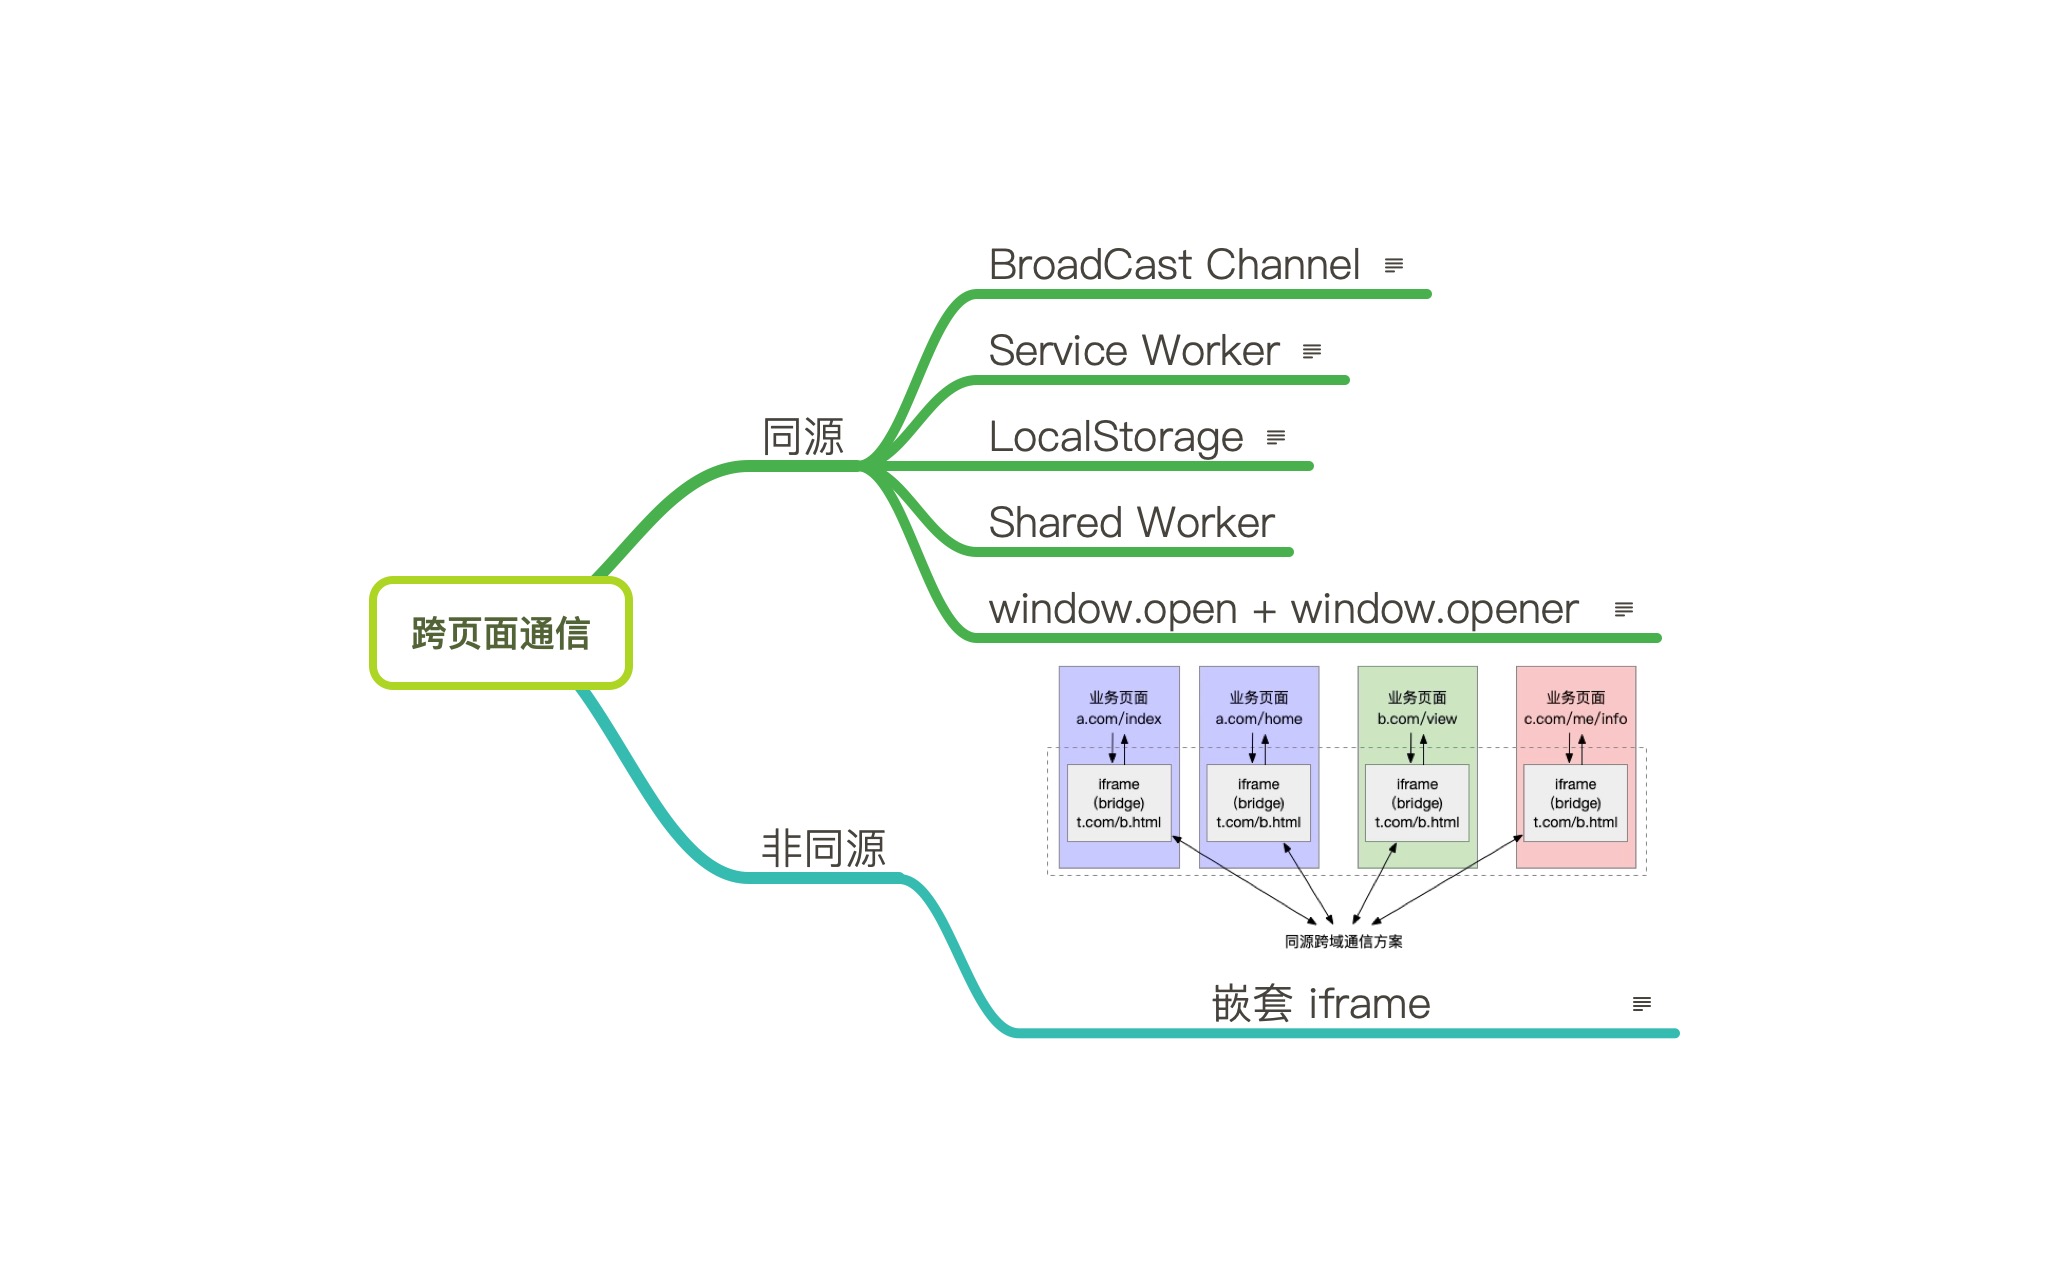 BroadCast Channel
Service Worker
同源
LocalStorage
Shared Worker
window.open + window.opener
跨页面通信
业务页面
a.com/index
iframe
(bridge)
t.com/b.html
业务页面
a.com/home
iframe
(bridge)
t.com/b.html
业务页面
b.com/view
iframe
(bridge)
t.com/b.html
业务页面
c.com/me/info
iframe
(bridge)
t.com/b.html
同源跨域通信方案
非同源
嵌套 iframe